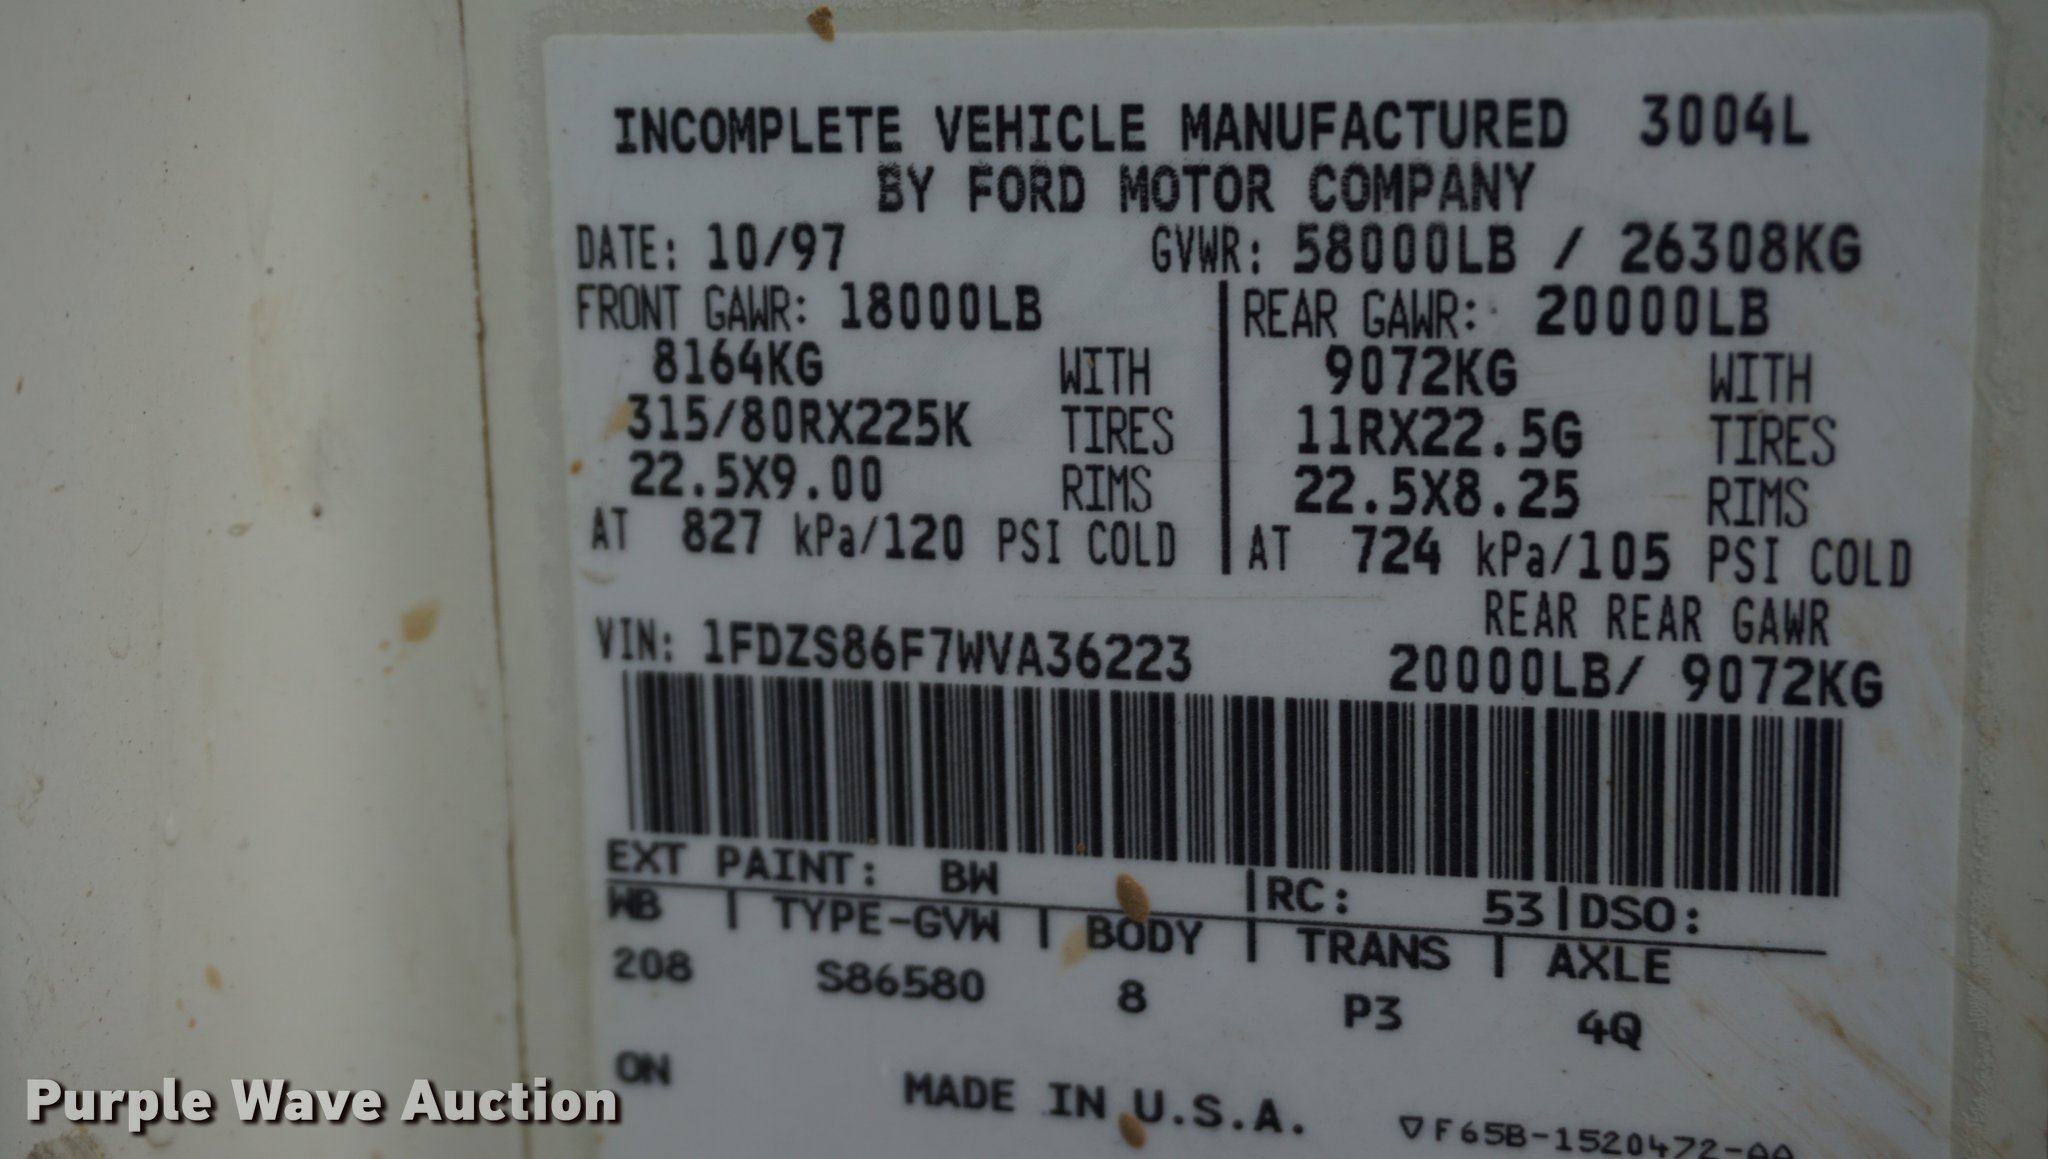 INCOMPLETE VEHICLE MANUFACTURED 3004L
BY FORD MOTOR COMPANY
DATE: 10/97 GVWR: 58000LB / 26308KG
FRONT GAWR: 18000LB REAR GAWR: 20000LB
8164KG WITH 9072KG WITH
315/80RX225K TIRES 11RX22.5G TIRES
22.5X9.00 RIMS 22.5X8.25 RIMS
AT 827 kPa/120 PSI COLD AT 724 kPa/105 PSI COLD
REAR REAR GAWR
VIN: 1FDZS86F7WVA36223 20000LB/ 9072KG
EXT PAINT: BW RC: 53 DSO:
WB TYPE-GVW BODY TRANS AXLE
208 S86580 8 P3 4Q
ON MADE IN U.S.A.
▽F65B-1520472-AA
Purple Wave Auction